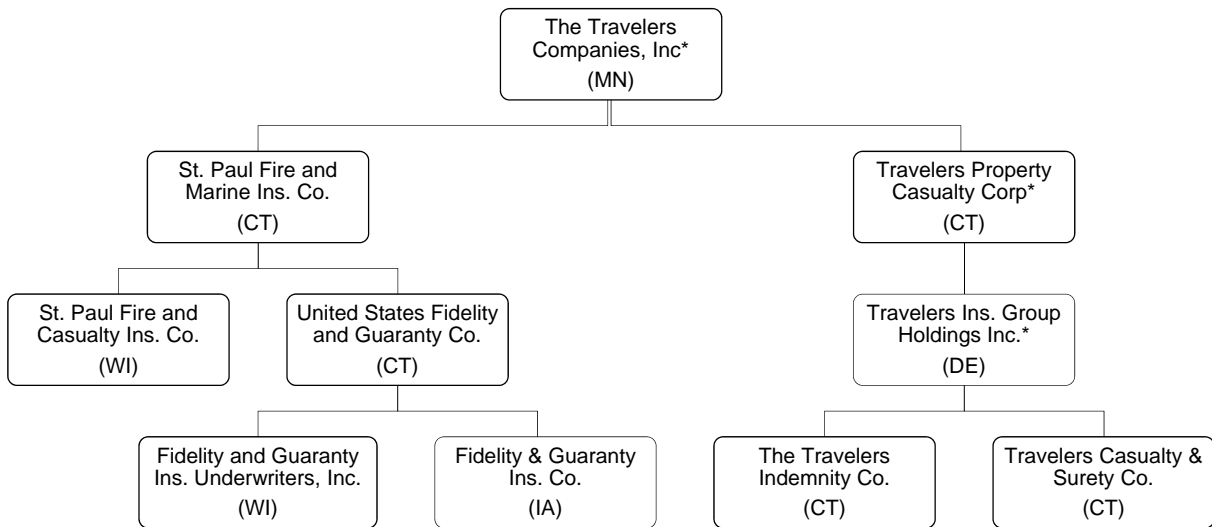 The Travelers
Companies, Inc*
(MN)
St. Paul Fire and
Marine Ins. Co.
(CT)
Travelers Property
Casualty Corp*
(CT)
St. Paul Fire and
Casualty Ins. Co.
(WI)
United States Fidelity
and Guaranty Co.
(CT)
Travelers Ins. Group
Holdings Inc.*
(DE)
Fidelity and Guaranty
Ins. Underwriters, Inc.
(WI)
Fidelity & Guaranty
Ins. Co.
(IA)
The Travelers
Indemnity Co.
(CT)
Travelers Casualty &
Surety Co.
(CT)